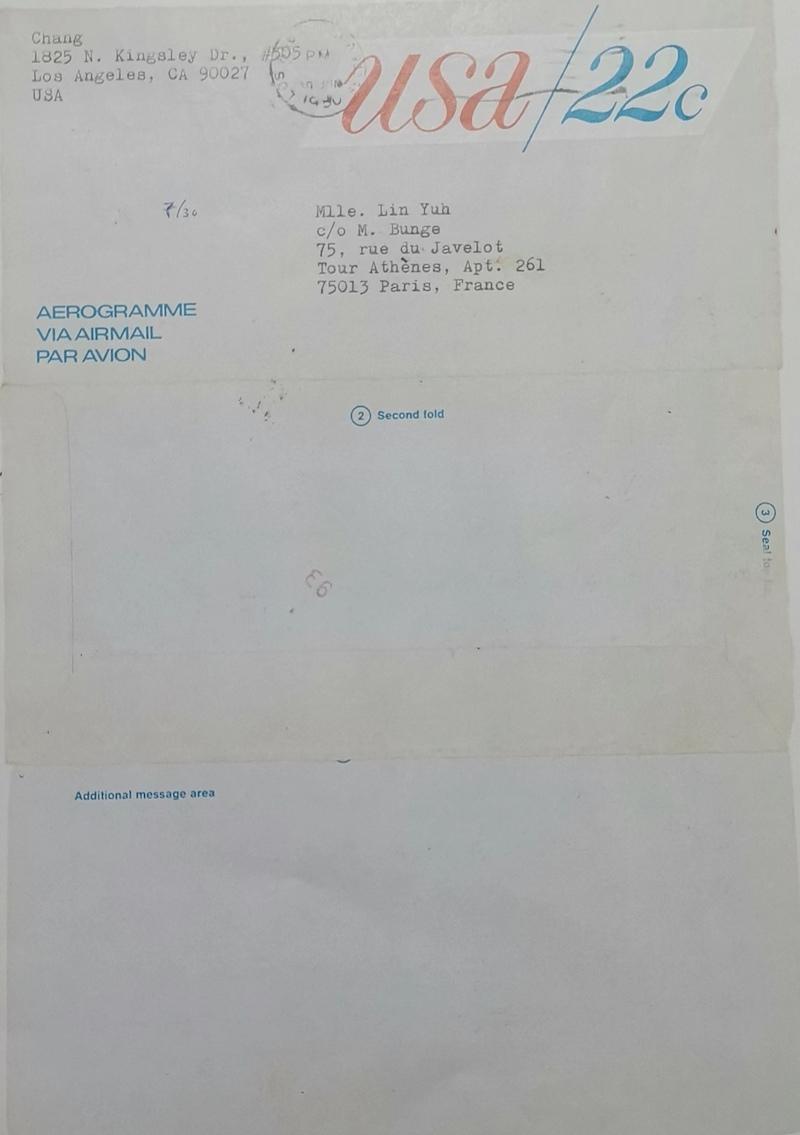 Chang
1825 N. Kingsley Dr., #505
Los Angeles, CA 90027
USA
PM
usa/22c
7/30
Mlle. Lin Yuh
c/o M. Bunge
75, rue du Javelot
Tour Athènes, Apt. 261
75013 Paris, France
AEROGRAMME
VIA AIRMAIL
PAR AVION
2 Second fold
3 Seal
Additional message area